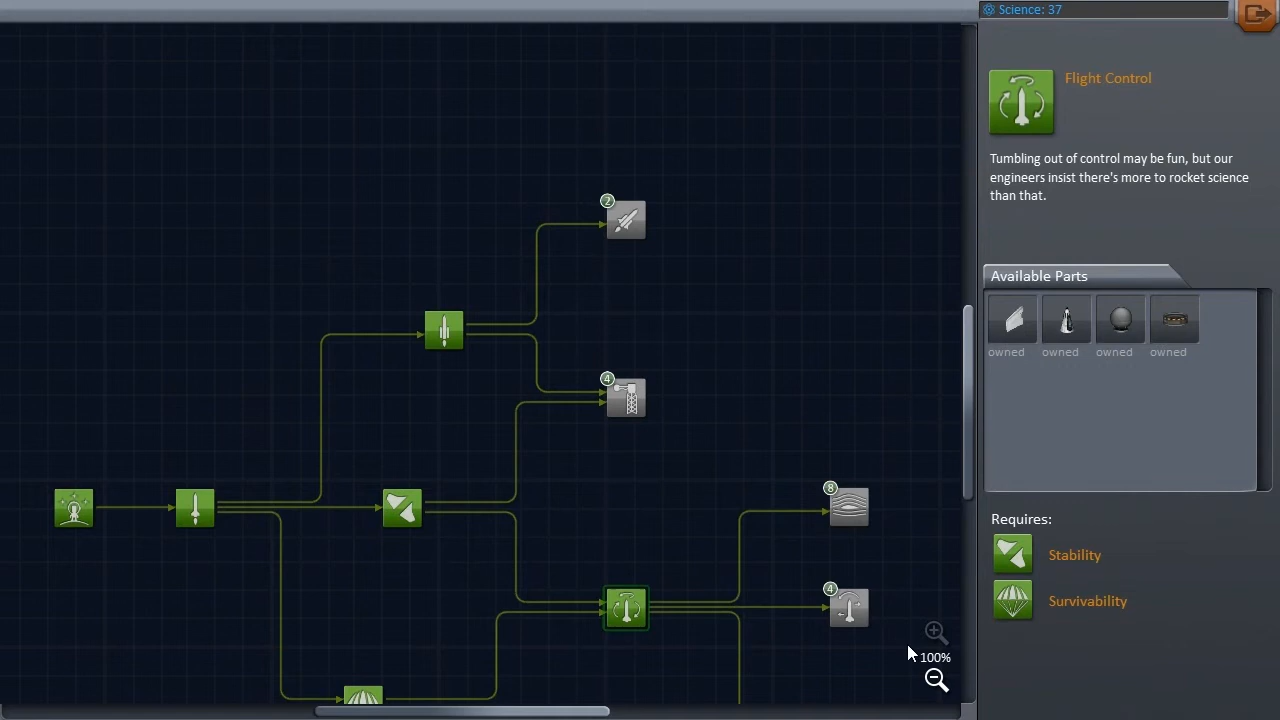 Science: 37
Flight Control
Tumbling out of control may be fun, but our
engineers insist there's more to rocket science
than that.
Available Parts
owned owned owned owned
Requires:
Stability
Survivability
2
4
8
4
100%